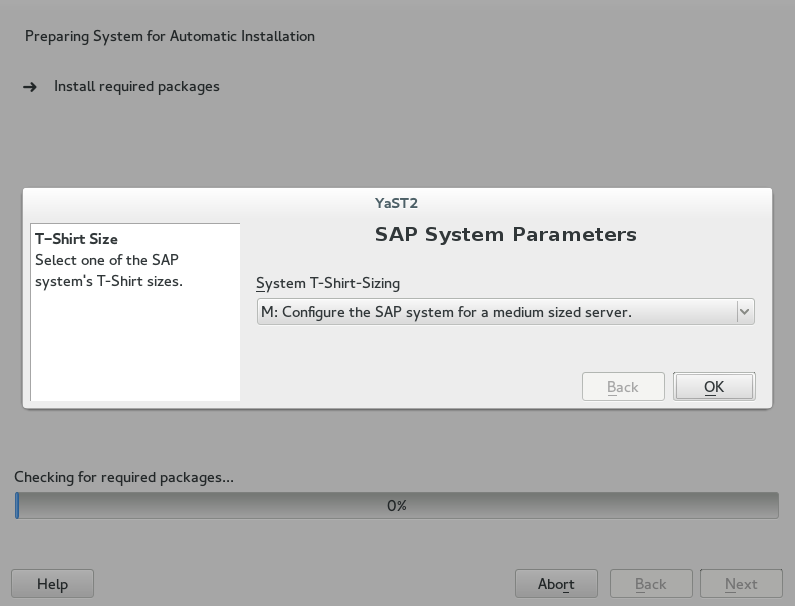 Preparing System for Automatic Installation
→ Install required packages
YaST2
T-Shirt Size
Select one of the SAP
system's T-Shirt sizes.
SAP System Parameters
System T-Shirt-Sizing
M: Configure the SAP system for a medium sized server.
Back
OK
Checking for required packages...
0%
Help
Abort
Back
Next